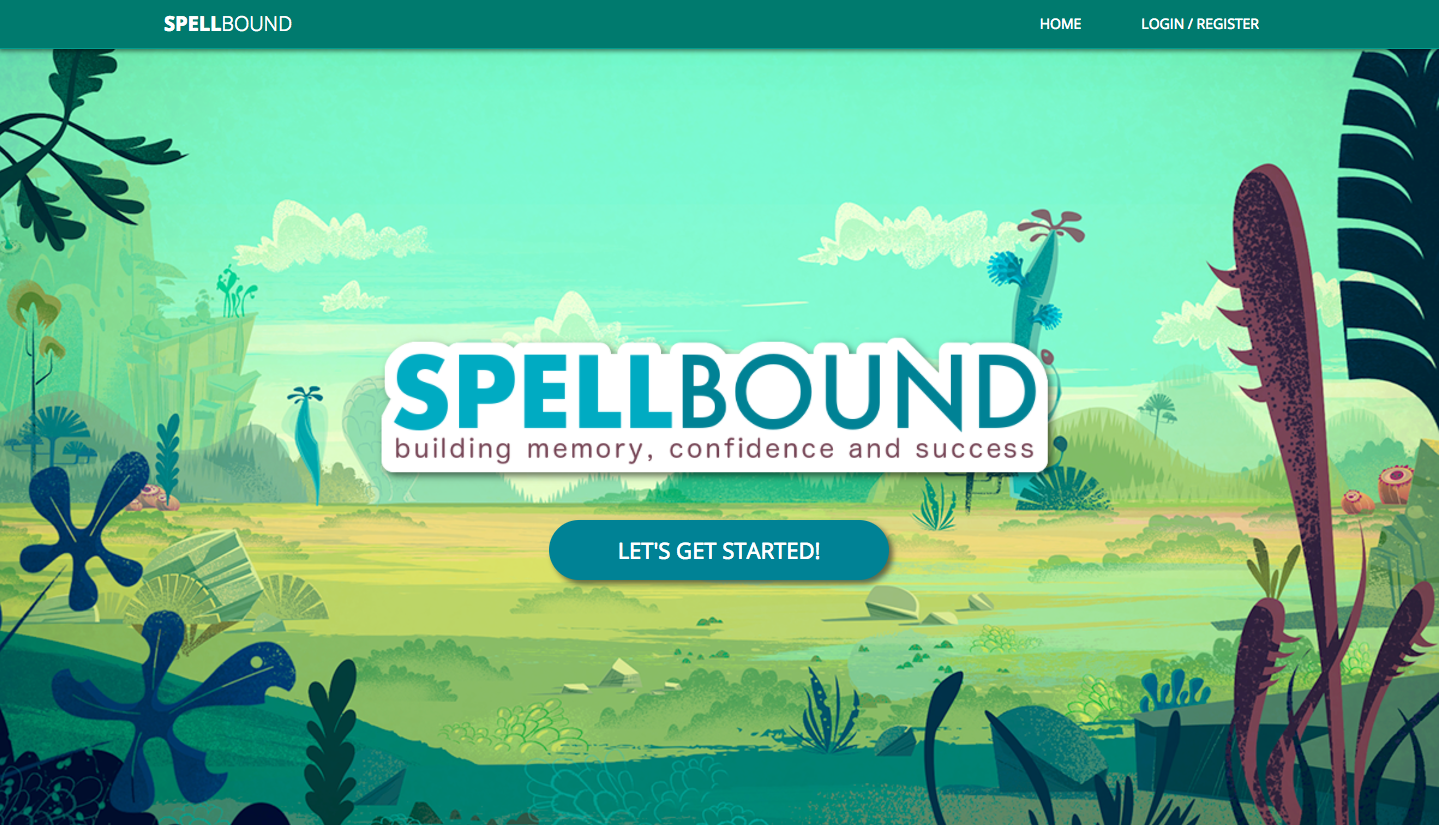 SPELLBOUND
HOME
LOGIN / REGISTER
SPELLBOUND
building memory, confidence and success
LET'S GET STARTED!